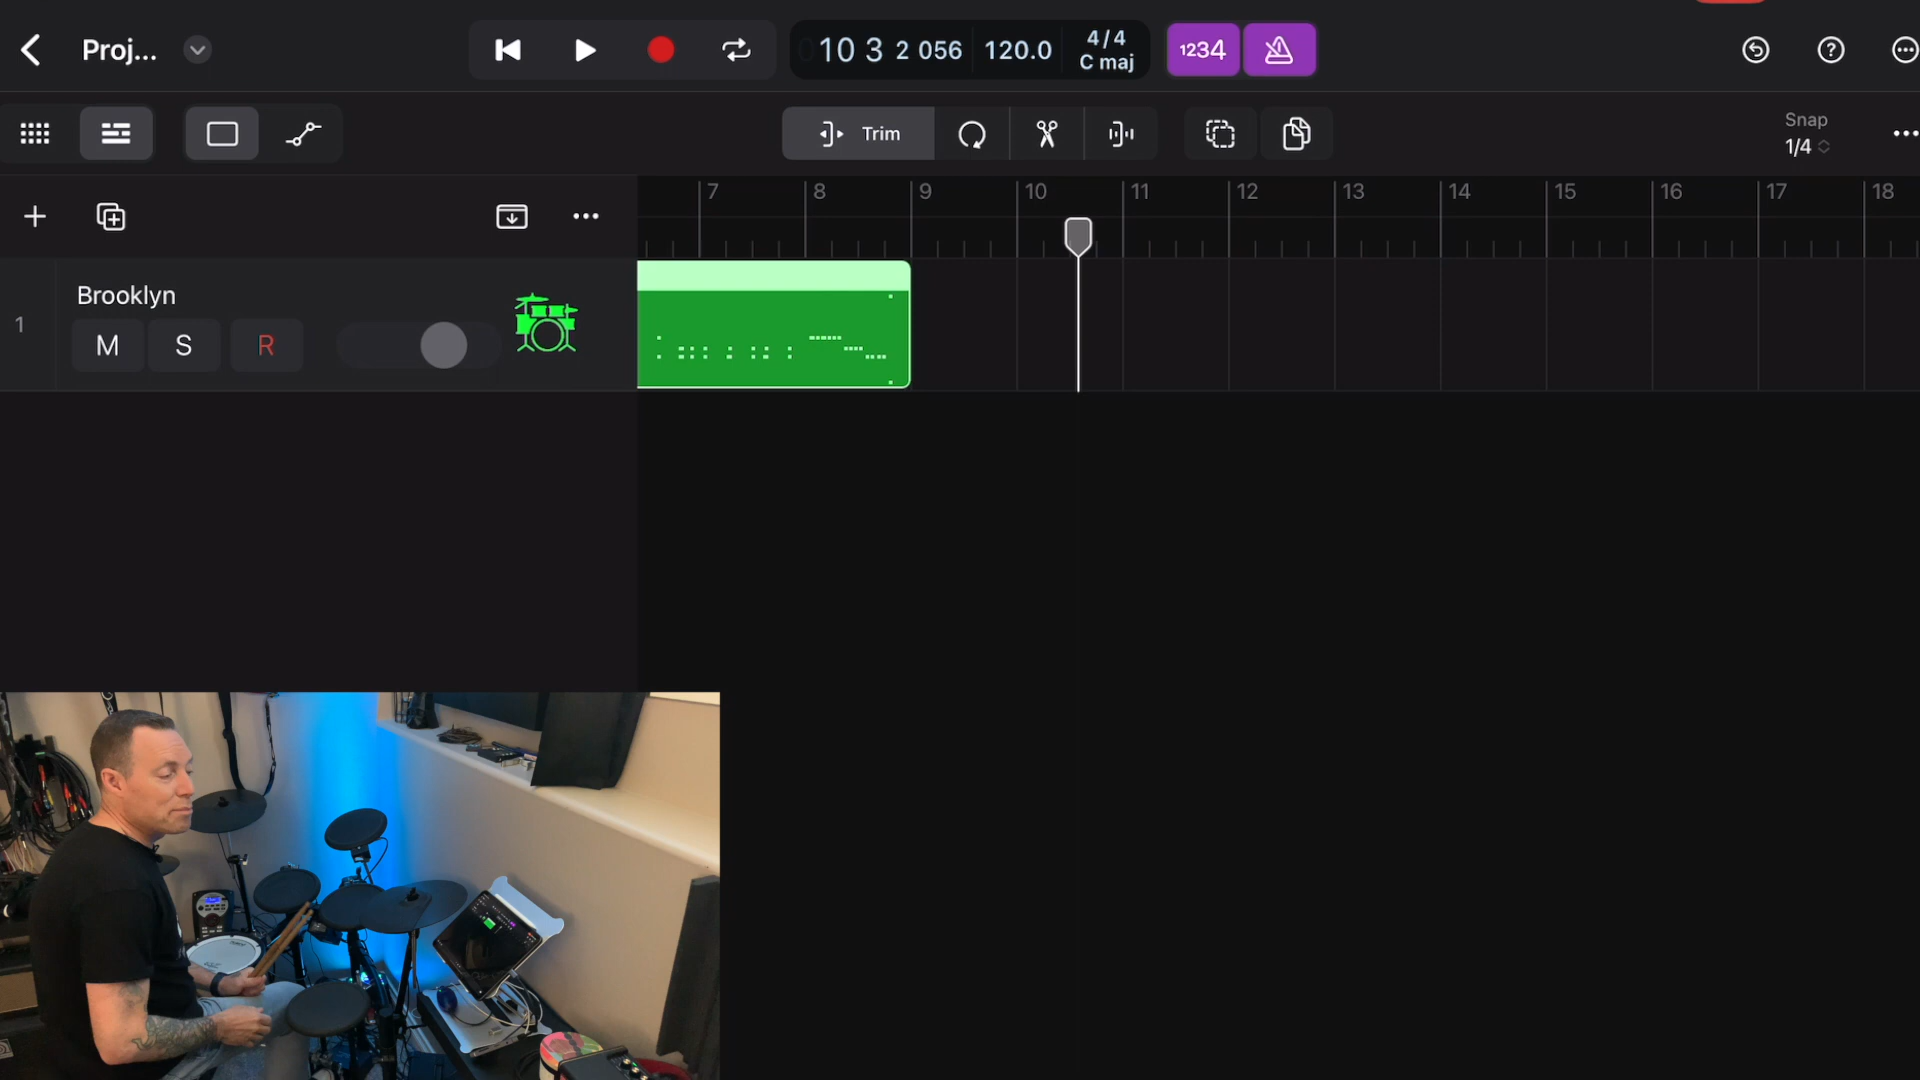 Proj...
10 3 2 056
120.0
4/4
C maj
1234
Trim
Snap
1/4
7 8 9 10 11 12 13 14 15 16 17 18
1
Brooklyn
M S R